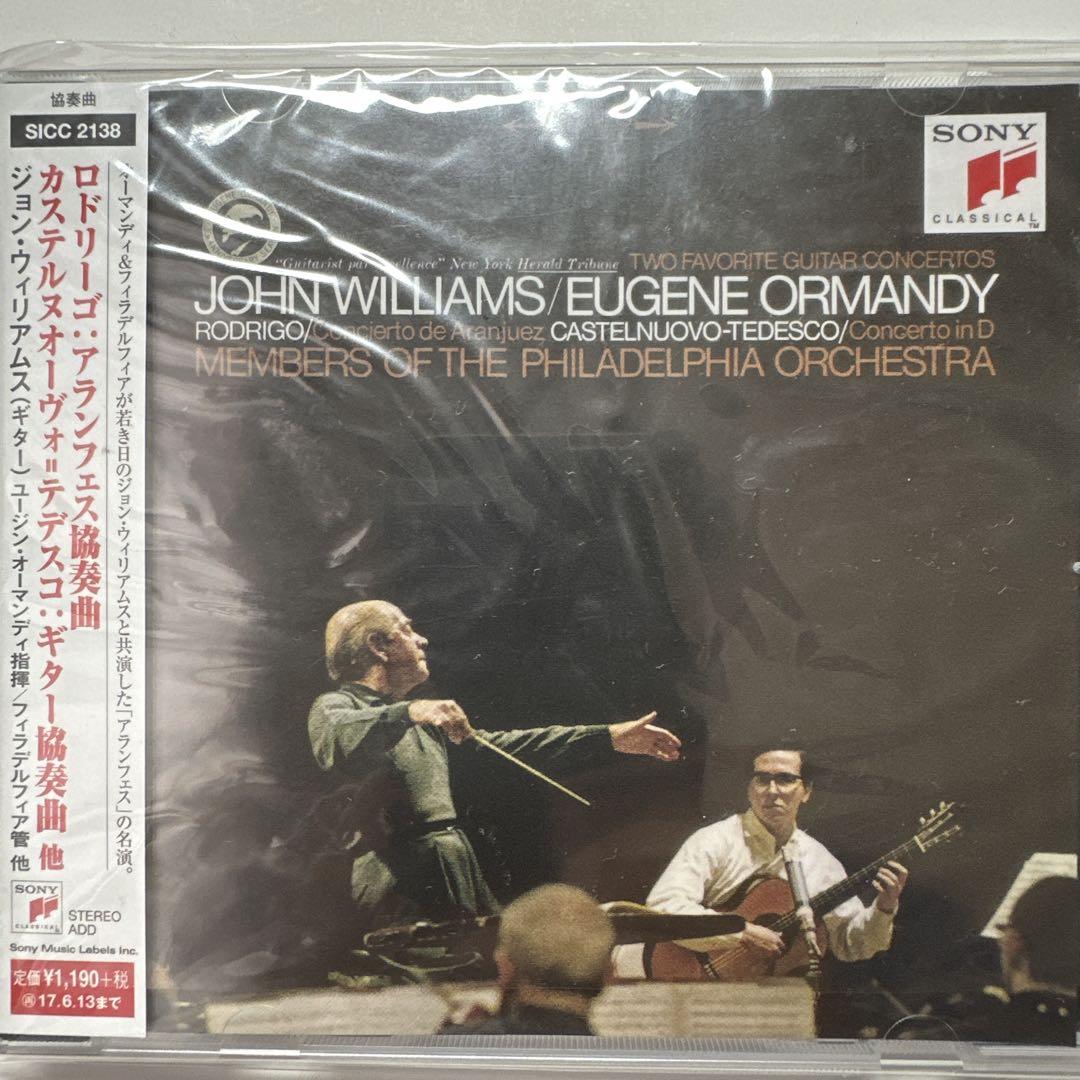 協奏曲
SICC 2138
オーマンディ&フィラデルフィアが若き日のジョン・ウィリアムスと共演した「アランフェス」の名演。
ロドリーゴ:アランフェス協奏曲
カステルヌオーヴォ=テデスコ:ギター協奏曲 他
ジョン・ウィリアムス(ギター) ユージン・オーマンディ指揮/フィラデルフィア管 他
SONY
CLASSICAL
STEREO
ADD
Sony Music Labels Inc.
定価¥1,190+税
再17.6.13まで
SONY
CLASSICAL TM
"Guitarist par excellence" New York Herald Tribune TWO FAVORITE GUITAR CONCERTOS
JOHN WILLIAMS/EUGENE ORMANDY
RODRIGO/Concierto de Aranjuez CASTELNUOVO-TEDESCO/Concerto in D
MEMBERS OF THE PHILADELPHIA ORCHESTRA